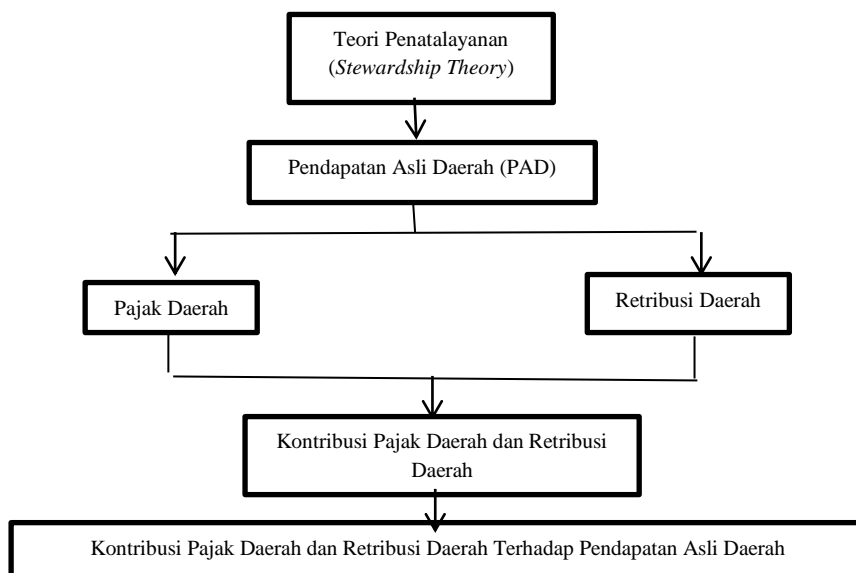 Teori Penatalayanan
(Stewardship Theory)
Pendapatan Asli Daerah (PAD)
Pajak Daerah
Retribusi Daerah
Kontribusi Pajak Daerah dan Retribusi
Daerah
Kontribusi Pajak Daerah dan Retribusi Daerah Terhadap Pendapatan Asli Daerah